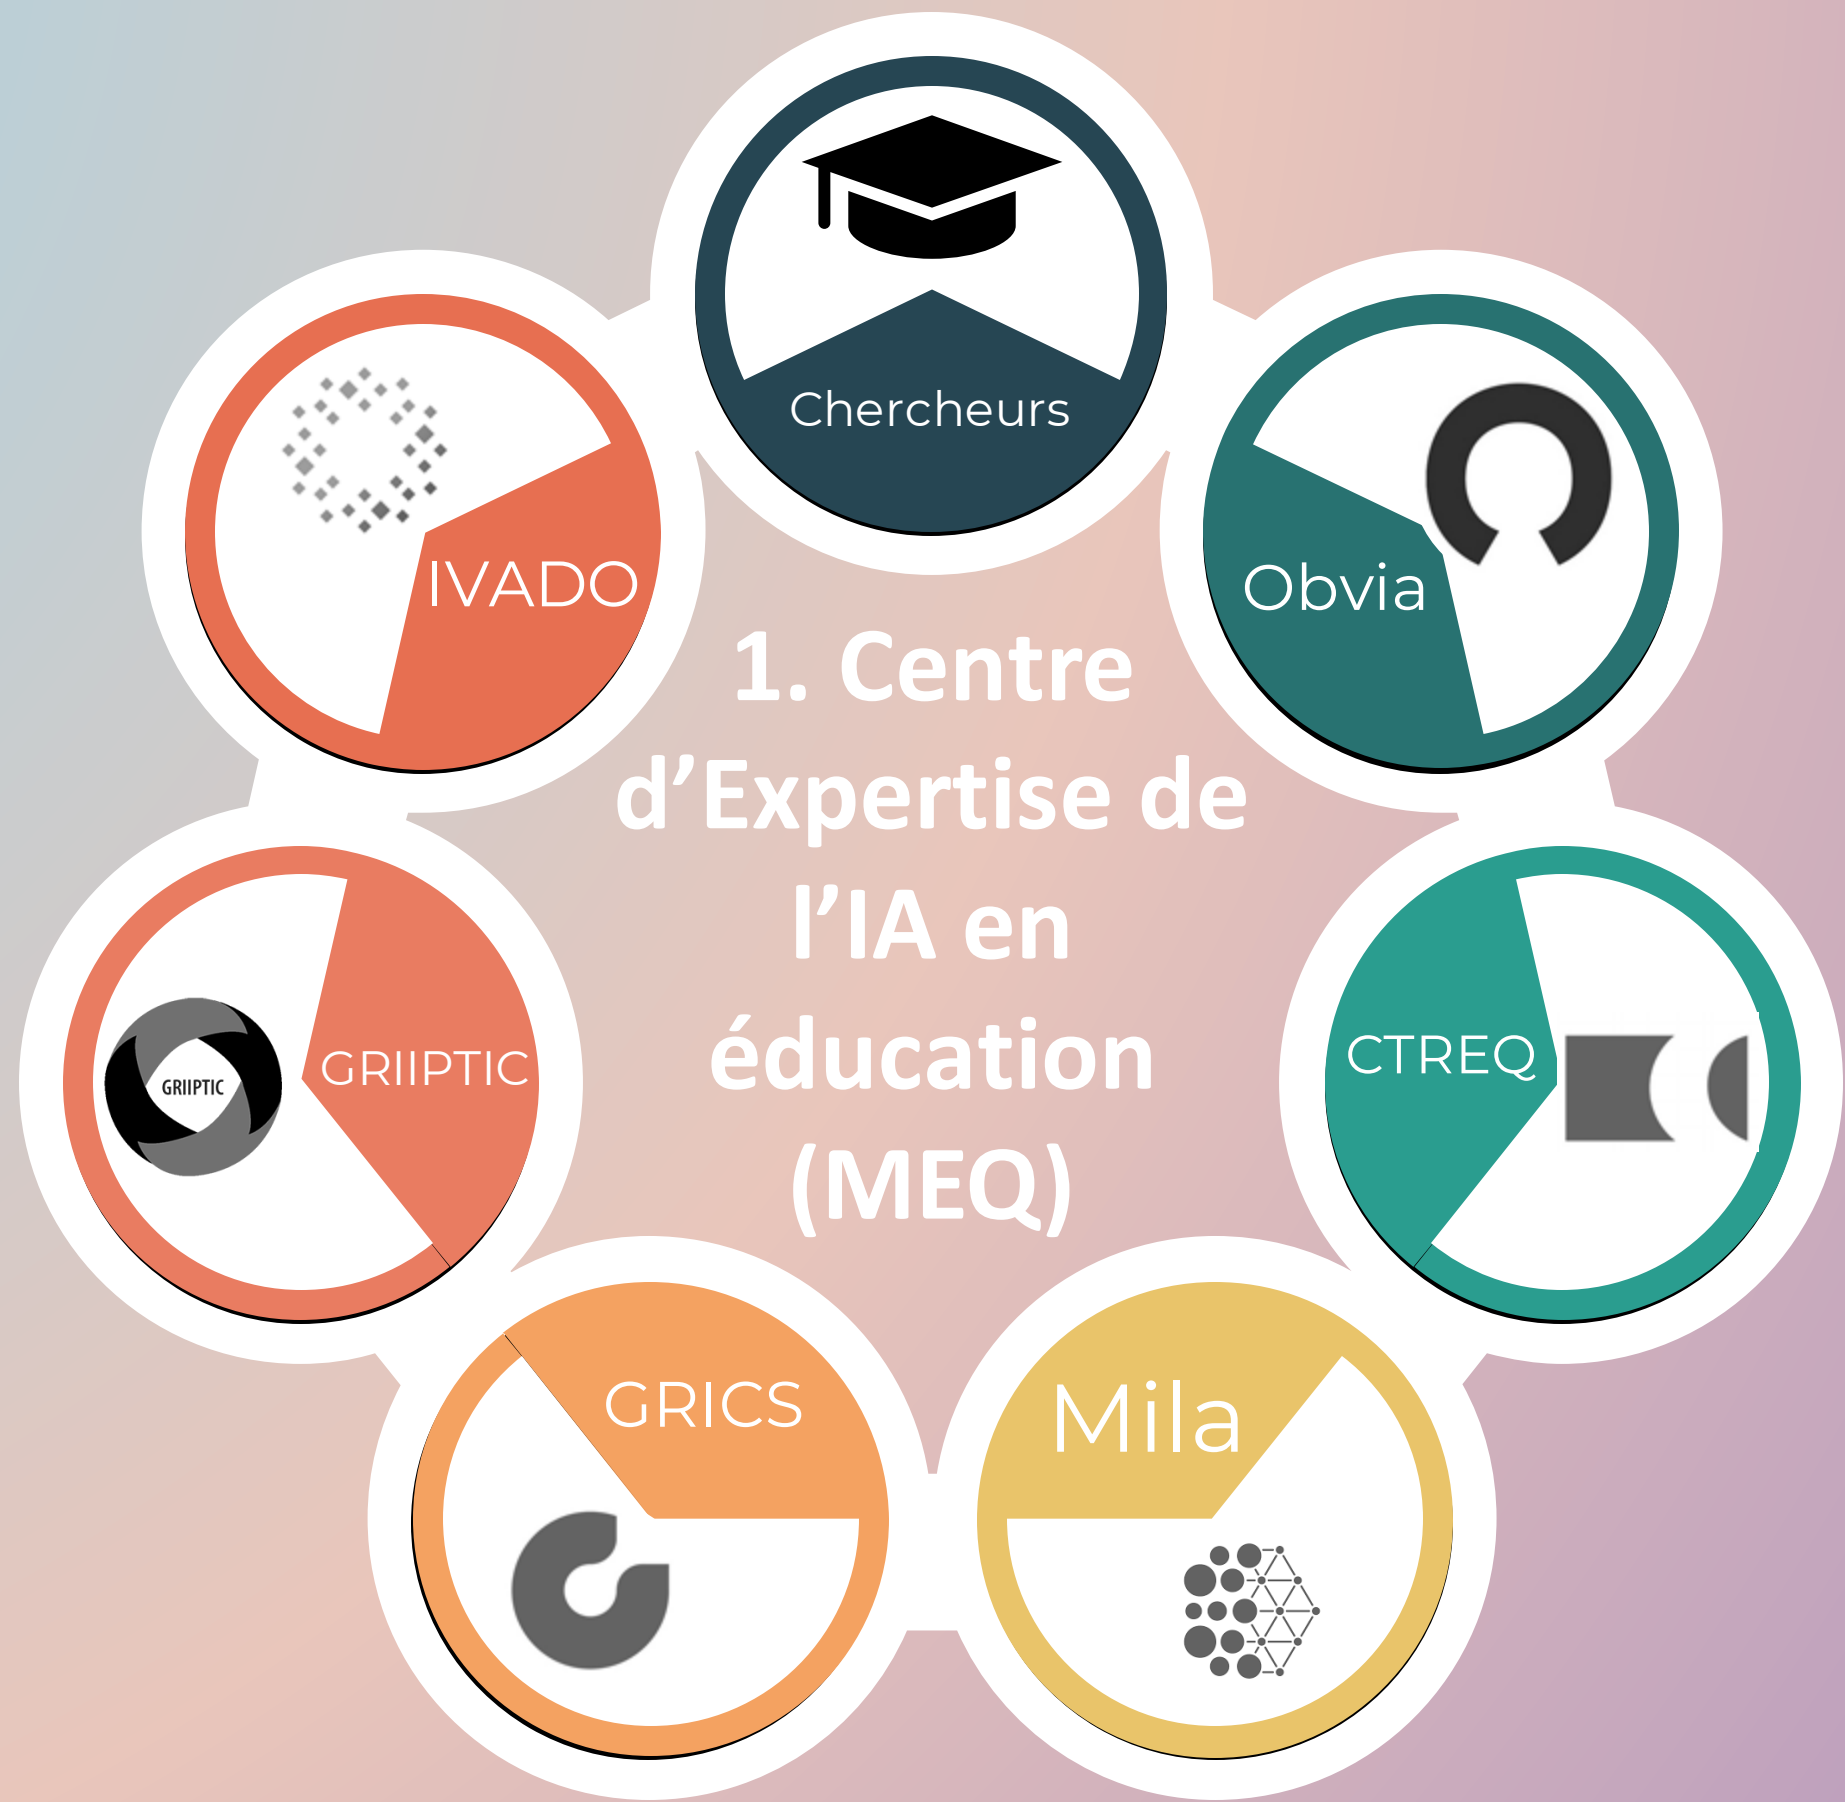 Chercheurs
IVADO
Obvia
1. Centre
d’Expertise de
l’IA en
éducation
(MEQ)
GRIIPTIC
GRIIPTIC
CTREQ
GRICS
Mila